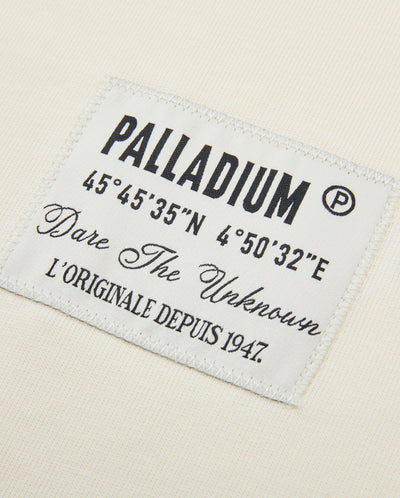 PALLADIUM Ⓟ
45°45'35"N 4°50'32"E
Dare The Unknown
L'ORIGINALE DEPUIS 1947.